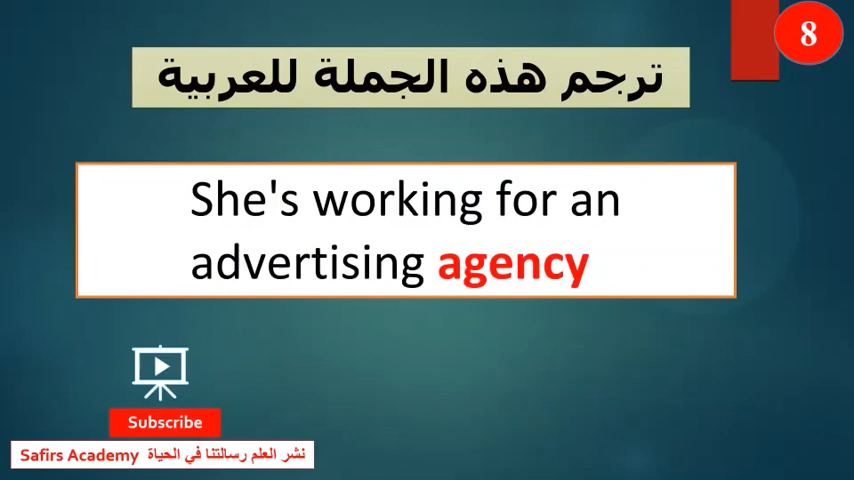 8
ترجم هذه الجملة للعربية
She's working for an
advertising agency
Subscribe
Safirs Academy نشر العلم رسالتنا في الحياة